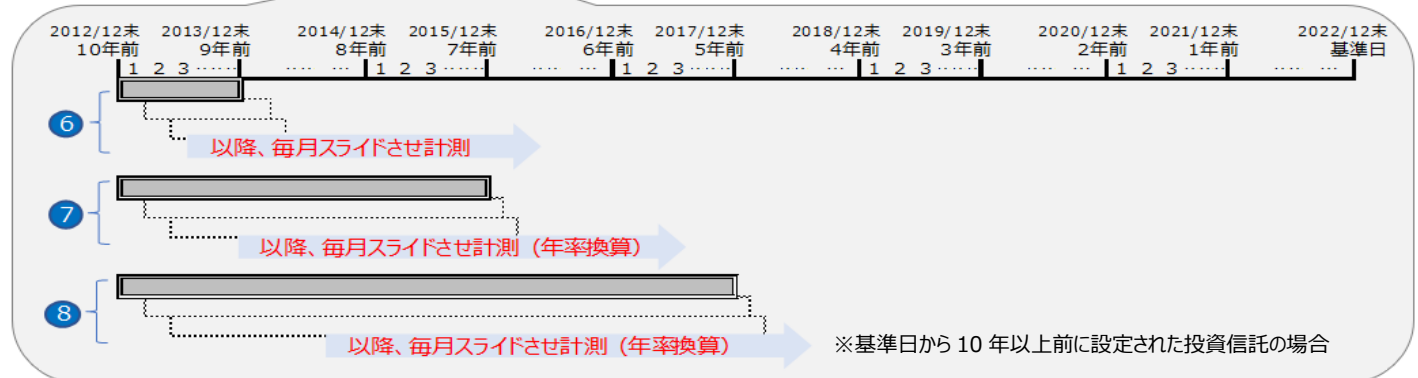 2012/12末 2013/12末 2014/12末 2015/12末 2016/12末 2017/12末 2018/12末 2019/12末 2020/12末 2021/12末 2022/12末
10年前 9年前 8年前 7年前 6年前 5年前 4年前 3年前 2年前 1年前 基準日
1 2 3 ‥‥‥ ‥‥ ‥‥ 1 2 3 ‥‥‥ ‥‥ ‥‥ 1 2 3 ‥‥‥ ‥‥ ‥‥ 1 2 3 ‥‥‥ ‥‥ ‥‥ 1 2 3 ‥‥‥ ‥‥ ‥‥
6
以降、毎月スライドさせ計測
7
以降、毎月スライドさせ計測（年率換算）
8
以降、毎月スライドさせ計測（年率換算）
※基準日から 10 年以上前に設定された投資信託の場合